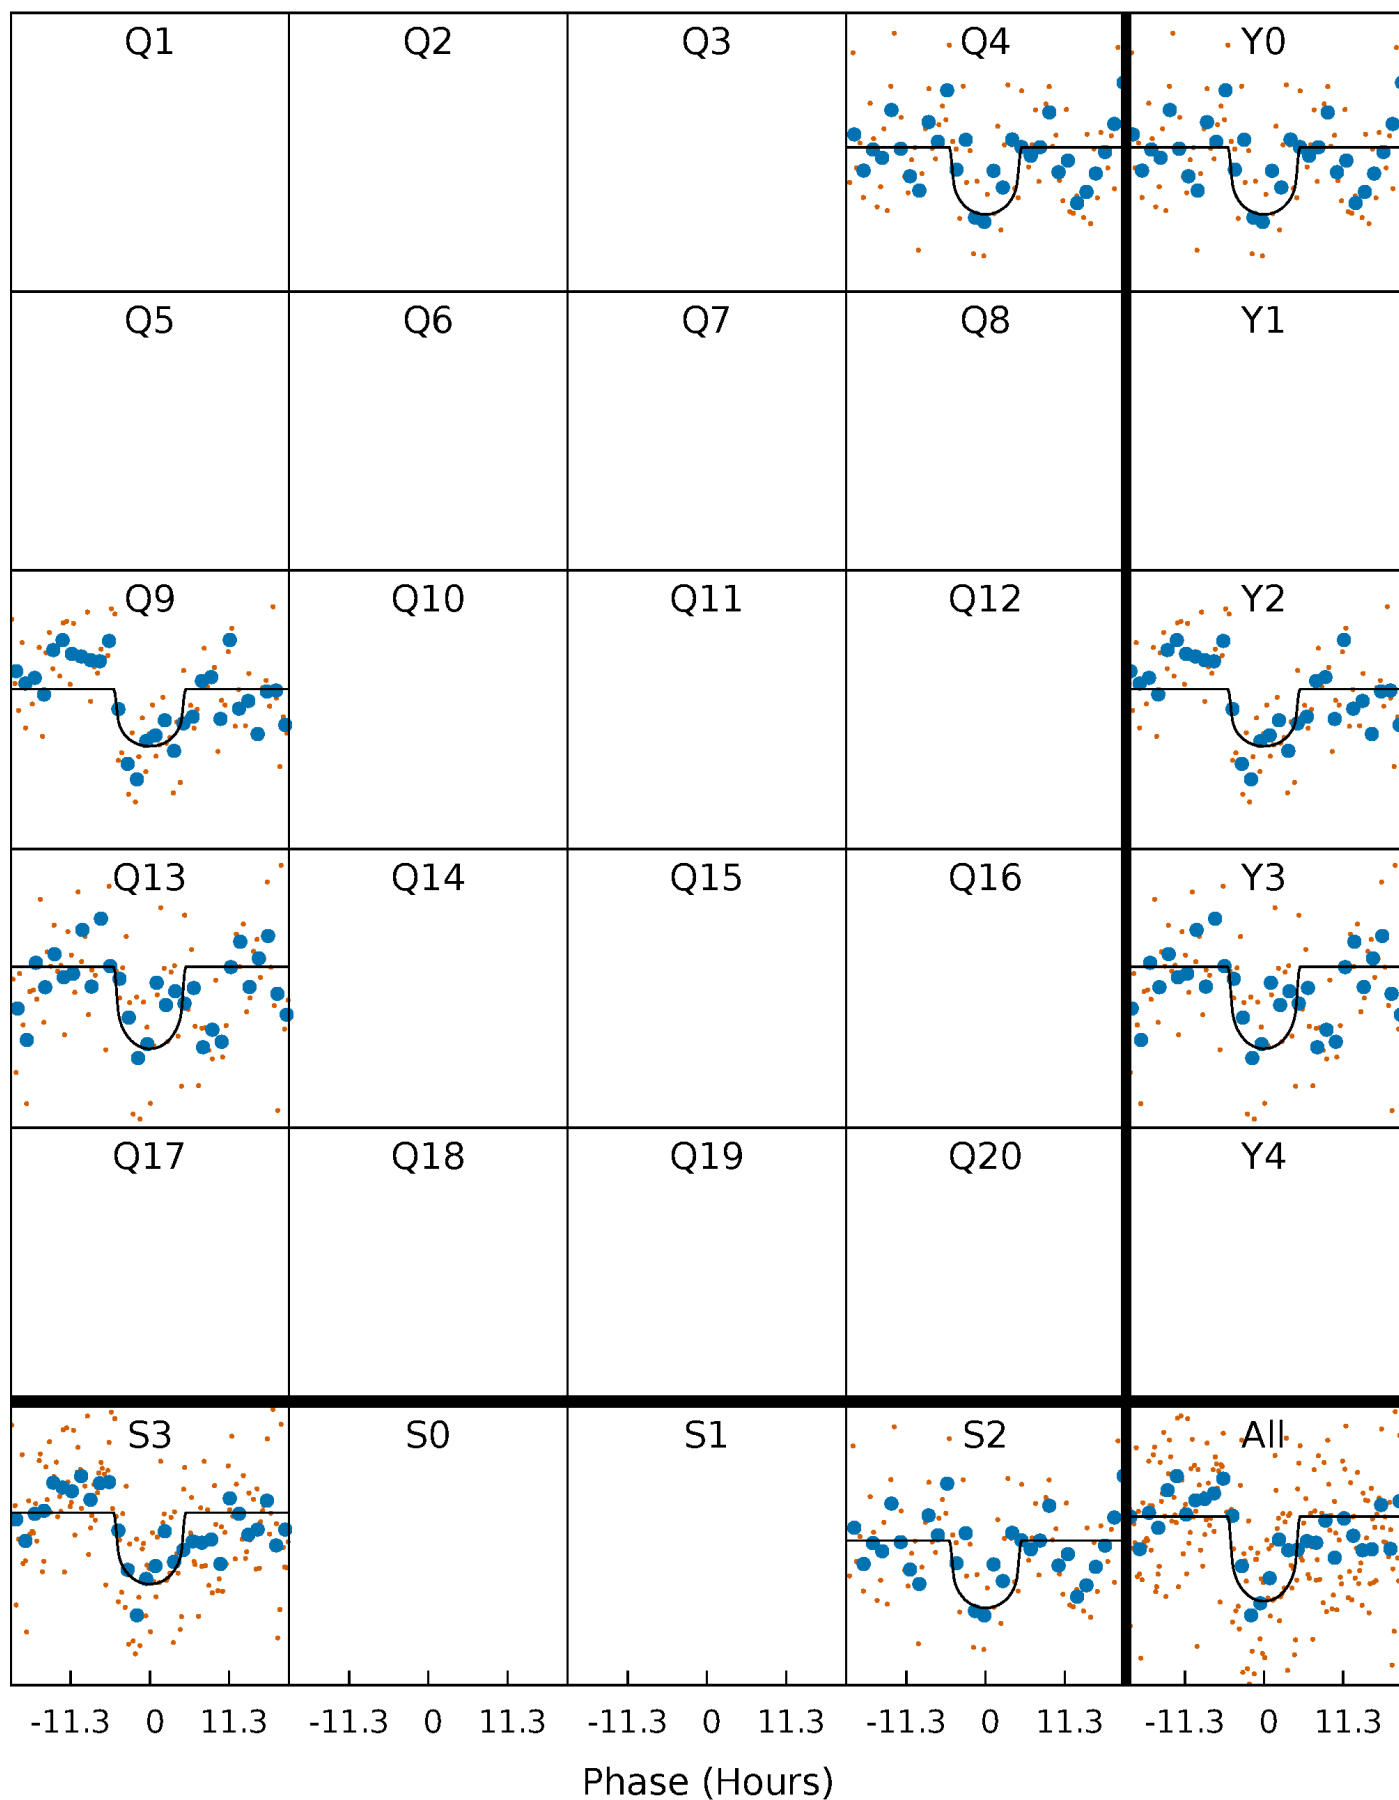 Q1 Q2 Q3 Q4 Y0
Q5 Q6 Q7 Q8 Y1
Q9 Q10 Q11 Q12 Y2
Q13 Q14 Q15 Q16 Y3
Q17 Q18 Q19 Q20 Y4
S3 S0 S1 S2 All
-11.3 0 11.3 -11.3 0 11.3 -11.3 0 11.3 -11.3 0 11.3 -11.3 0 11.3
Phase (Hours)